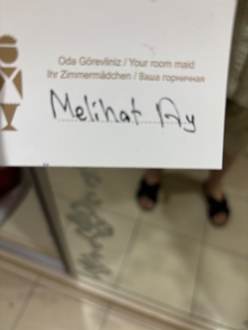 Oda Görevliniz / Your room maid
Ihr Zimmermädchen / Ваша горничная
Melihat Ay